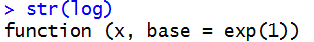 > str(log)
function (x, base = exp(1))